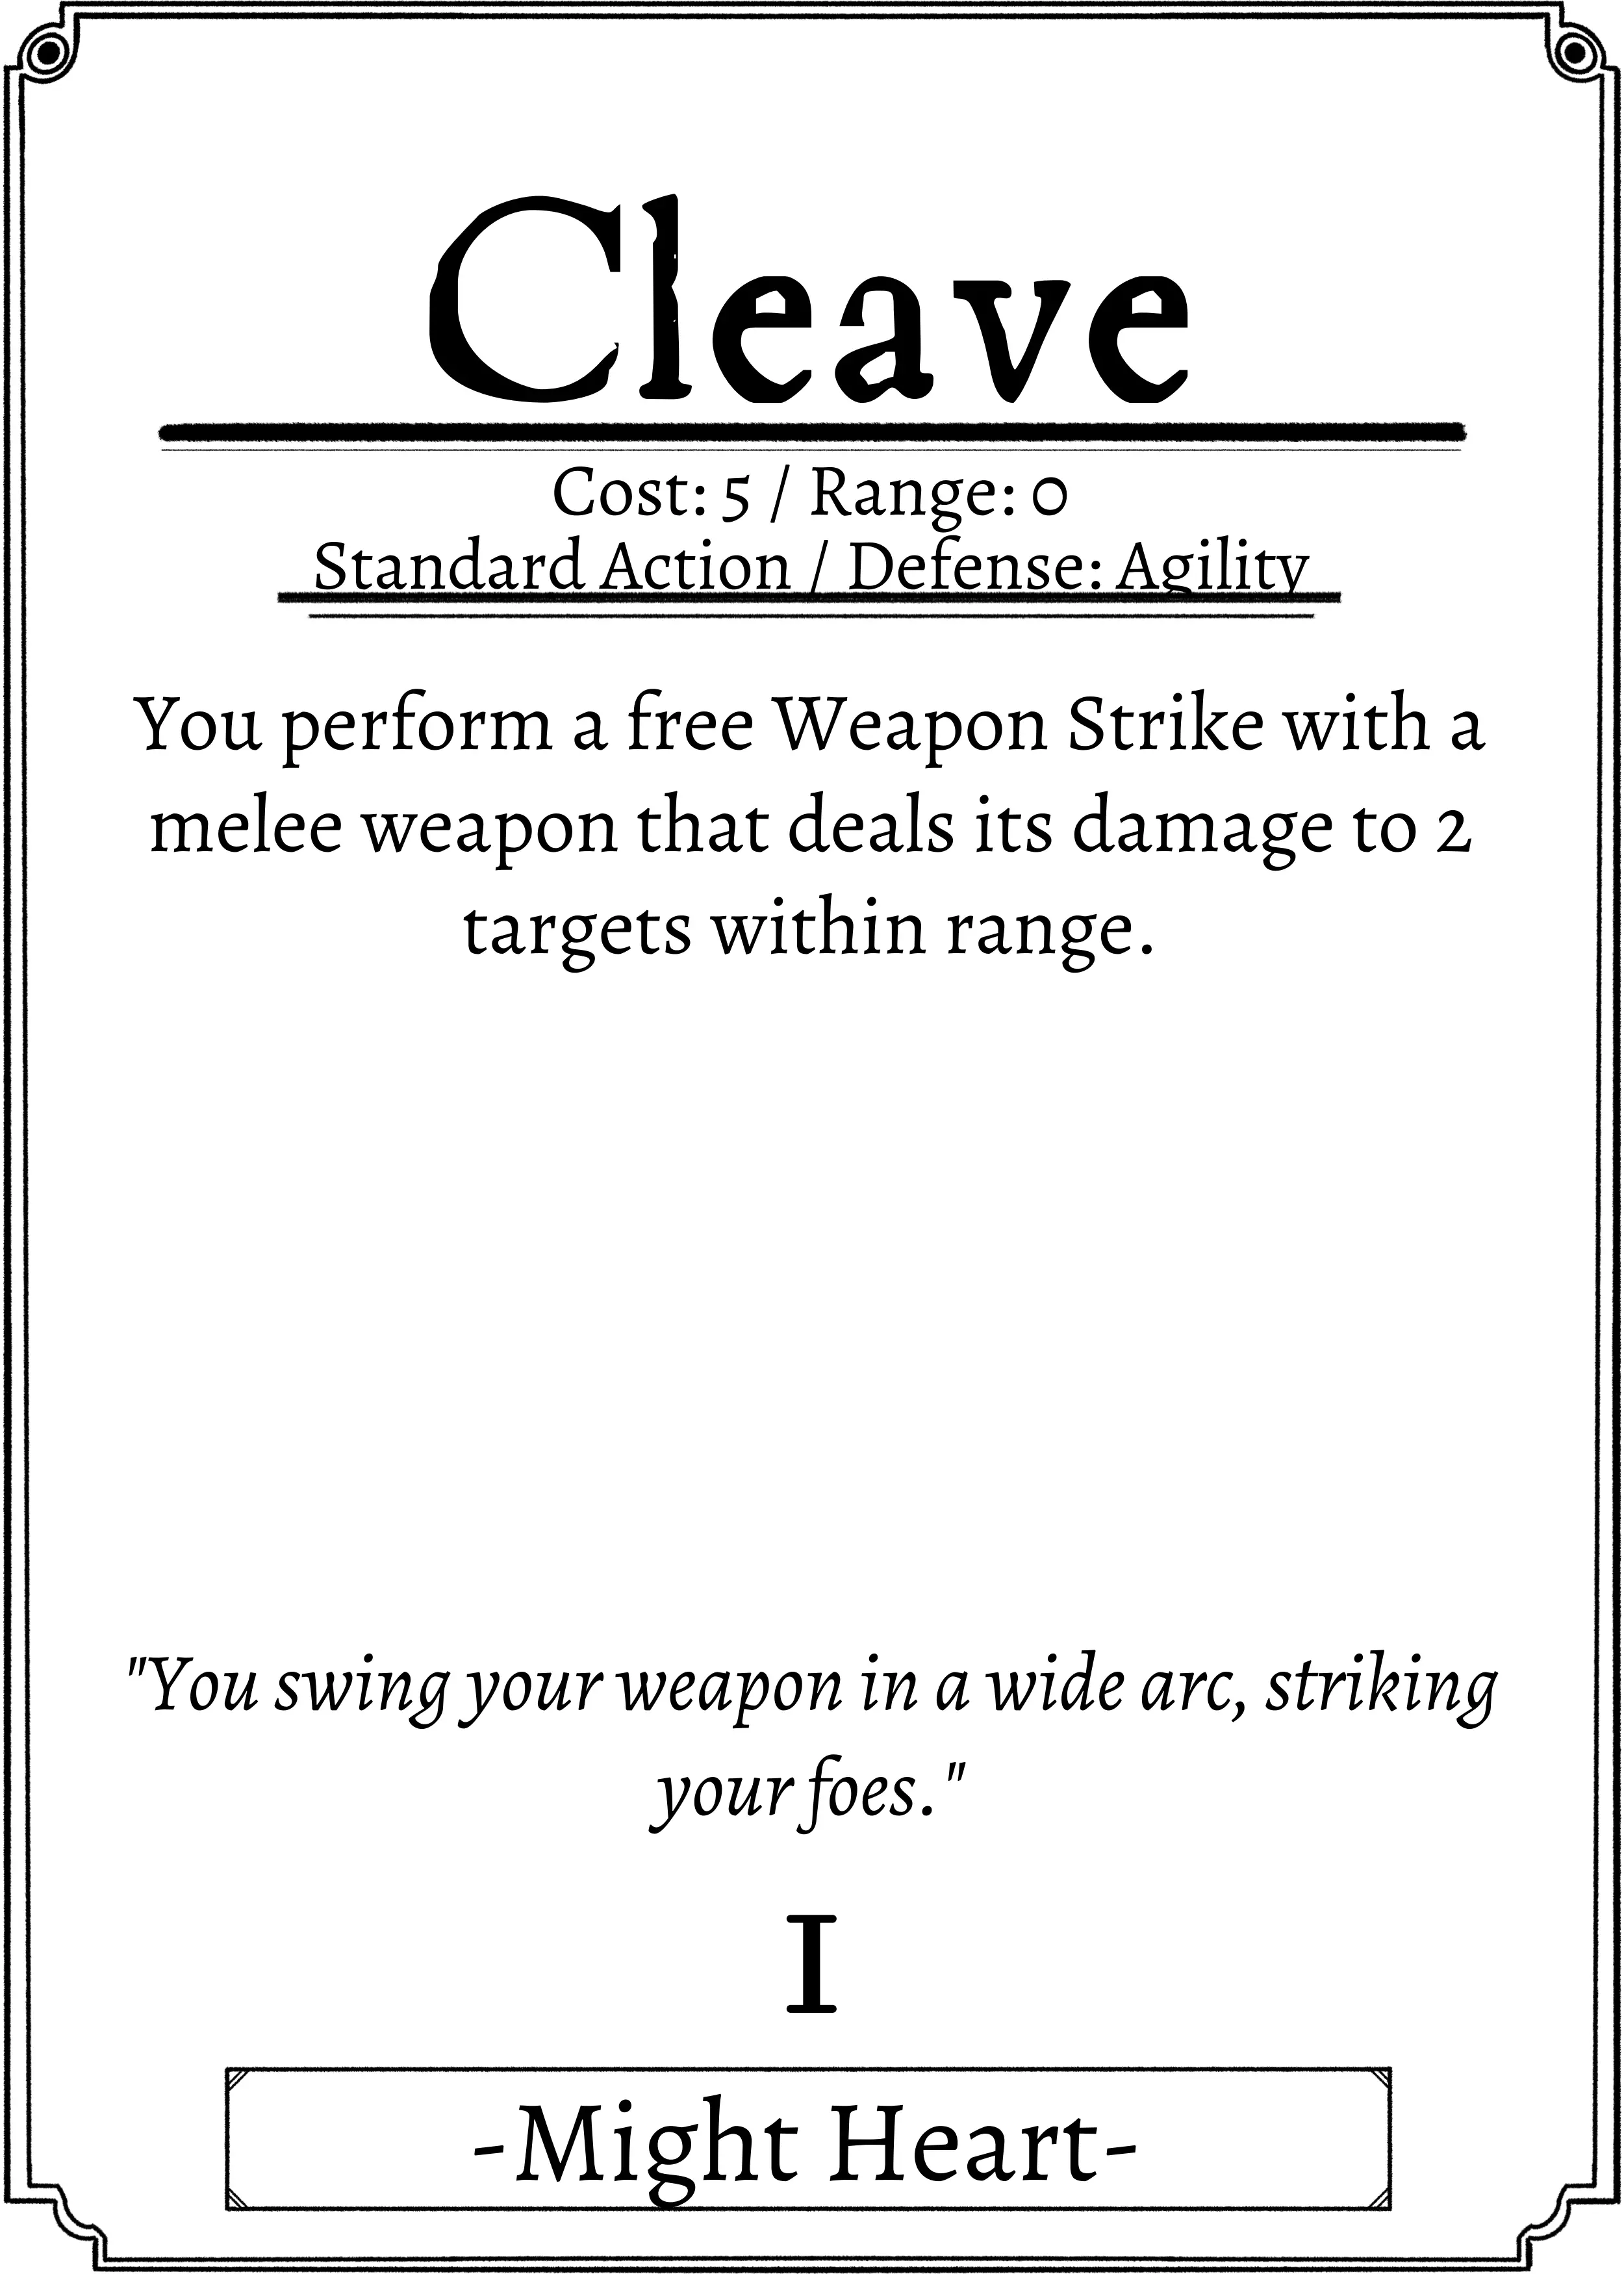 Cleave
Cost: 5 / Range: 0
Standard Action / Defense: Agility
You perform a free Weapon Strike with a
melee weapon that deals its damage to 2
targets within range.
"You swing your weapon in a wide arc, striking
your foes."
I
-Might Heart-